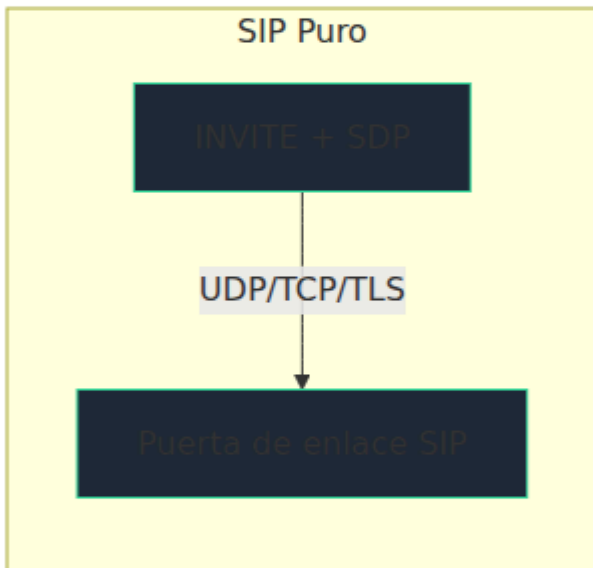 SIP Puro
INVITE + SDP
UDP/TCP/TLS
Puerta de enlace SIP